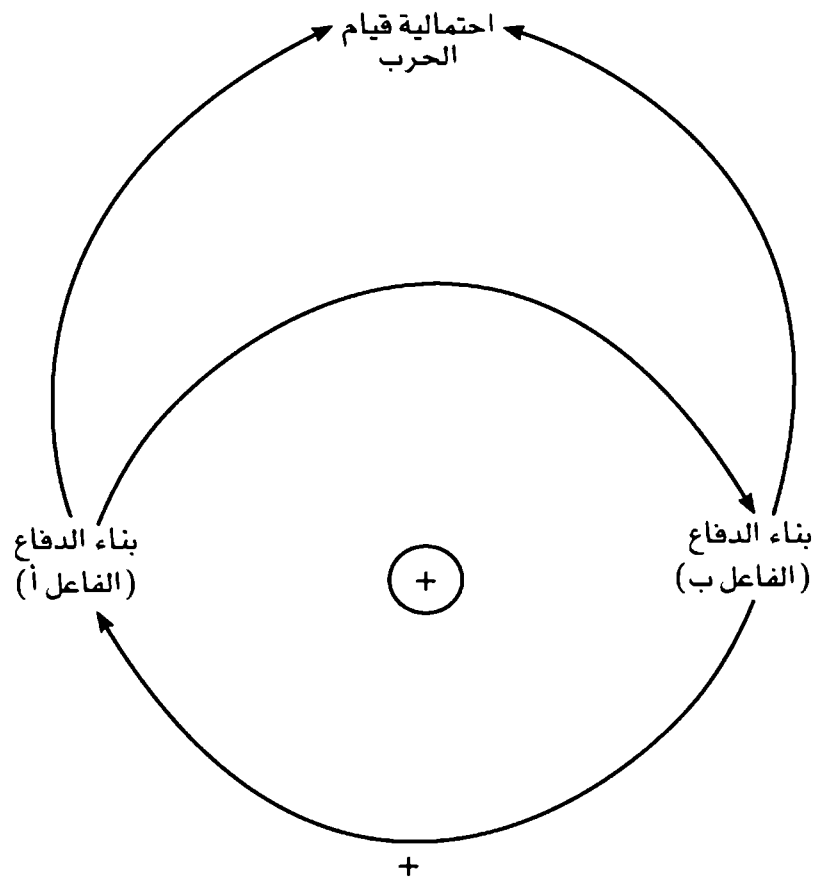 احتمالية قيام
الحرب
بناء الدفاع
(الفاعل ب)
بناء الدفاع
(الفاعل أ)
+
+